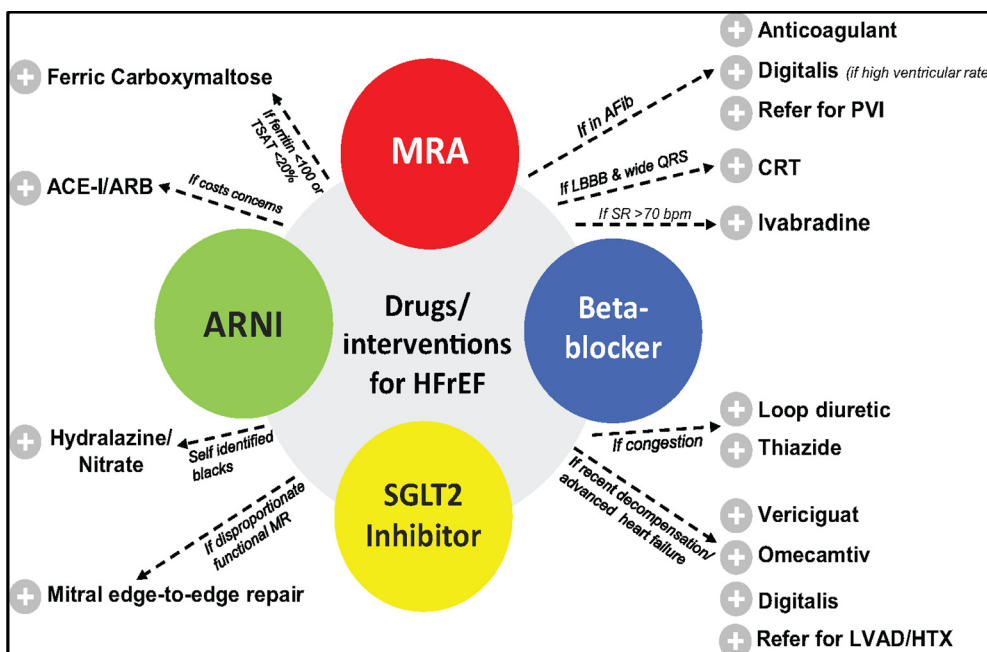 Anticoagulant
Ferric Carboxymaltose
Digitalis (if high ventricular rate)
Refer for PVI
If ferritin <100 or
TSAT <20%
MRA
If in AFib
If LBBB & wide QRS
CRT
ACE-I/ARB
If costs concerns
If SR >70 bpm
Ivabradine
ARNI
Drugs/
interventions
for HFrEF
Beta-
blocker
Loop diuretic
If congestion
Thiazide
Hydralazine/
Nitrate
Self identified
blacks
SGLT2
Inhibitor
If disproportionate
functional MR
If recent decompensation/
advanced heart failure
Vericiguat
Omecamtiv
Mitral edge-to-edge repair
Digitalis
Refer for LVAD/HTX